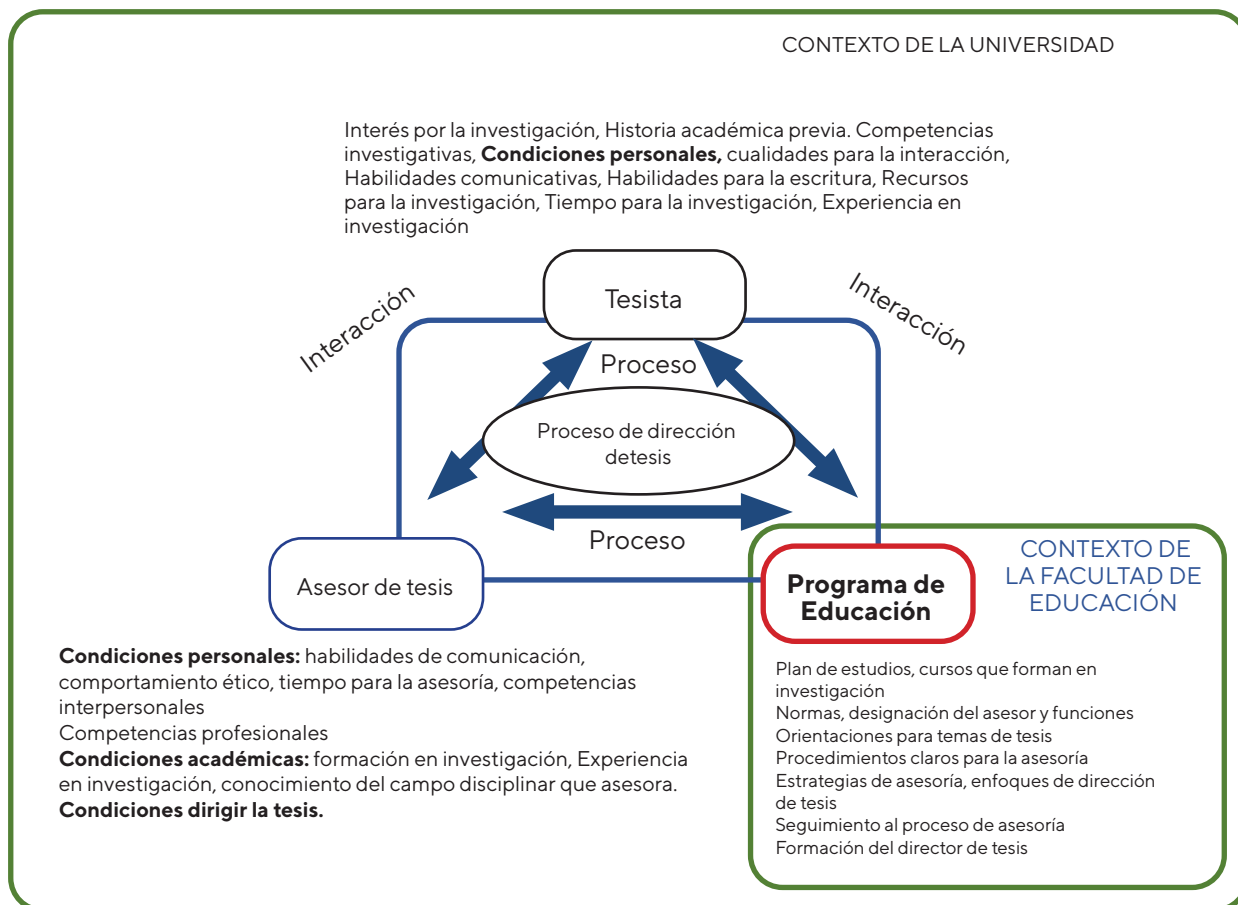 CONTEXTO DE LA UNIVERSIDAD
Interés por la investigación, Historia académica previa. Competencias
investigativas, Condiciones personales, cualidades para la interacción,
Habilidades comunicativas, Habilidades para la escritura, Recursos
para la investigación, Tiempo para la investigación, Experiencia en
investigación
Interacción
Tesista
Interacción
Proceso
Proceso de dirección
detesis
Proceso
Asesor de tesis
Programa de
Educación
CONTEXTO DE
LA FACULTAD DE
EDUCACIÓN
Condiciones personales: habilidades de comunicación,
comportamiento ético, tiempo para la asesoría, competencias
interpersonales
Competencias profesionales
Condiciones académicas: formación en investigación, Experiencia
en investigación, conocimiento del campo disciplinar que asesora.
Condiciones dirigir la tesis.
Plan de estudios, cursos que forman en
investigación
Normas, designación del asesor y funciones
Orientaciones para temas de tesis
Procedimientos claros para la asesoría
Estrategias de asesoría, enfoques de dirección
de tesis
Seguimiento al proceso de asesoría
Formación del director de tesis